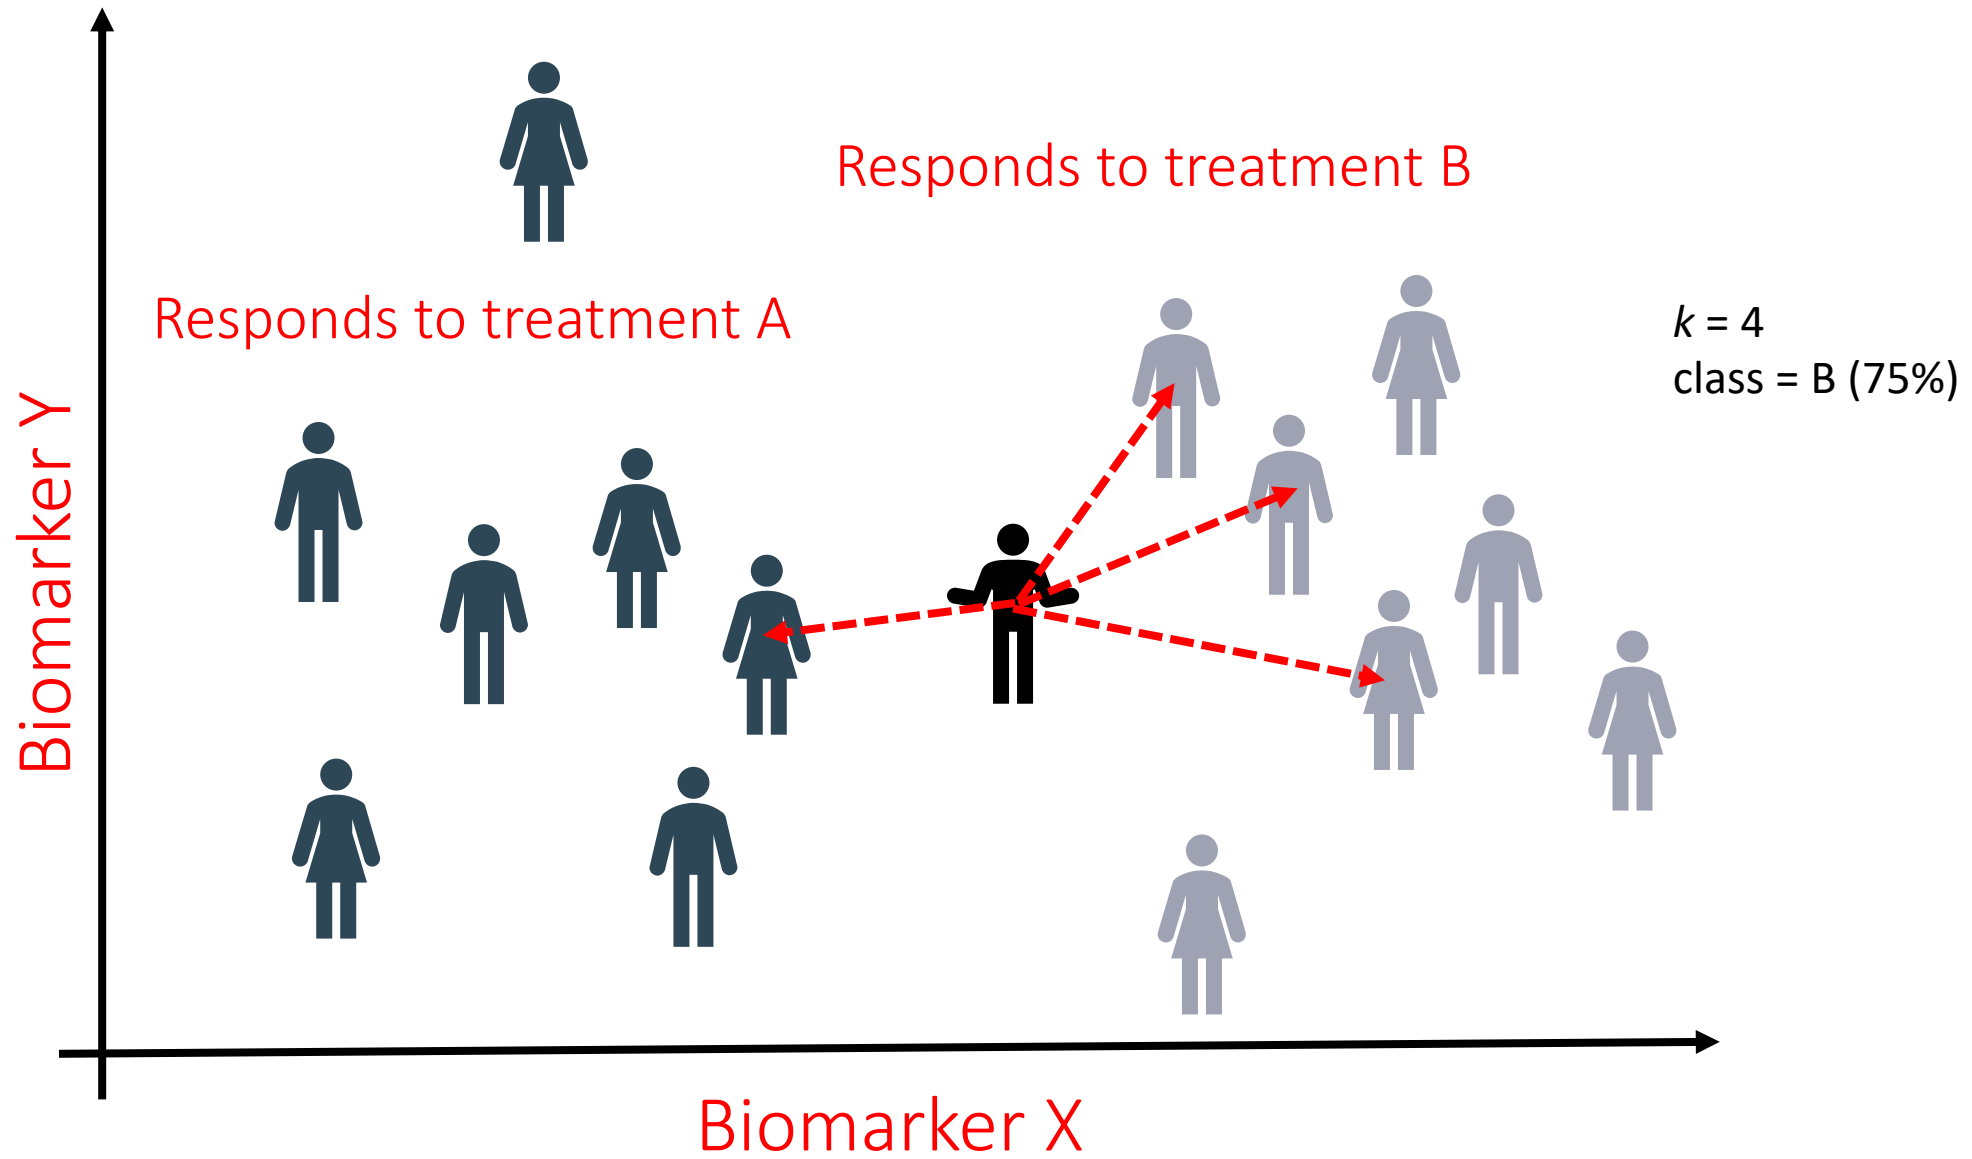 Responds to treatment B
Responds to treatment A
k = 4
class = B (75%)
Biomarker Y
Biomarker X